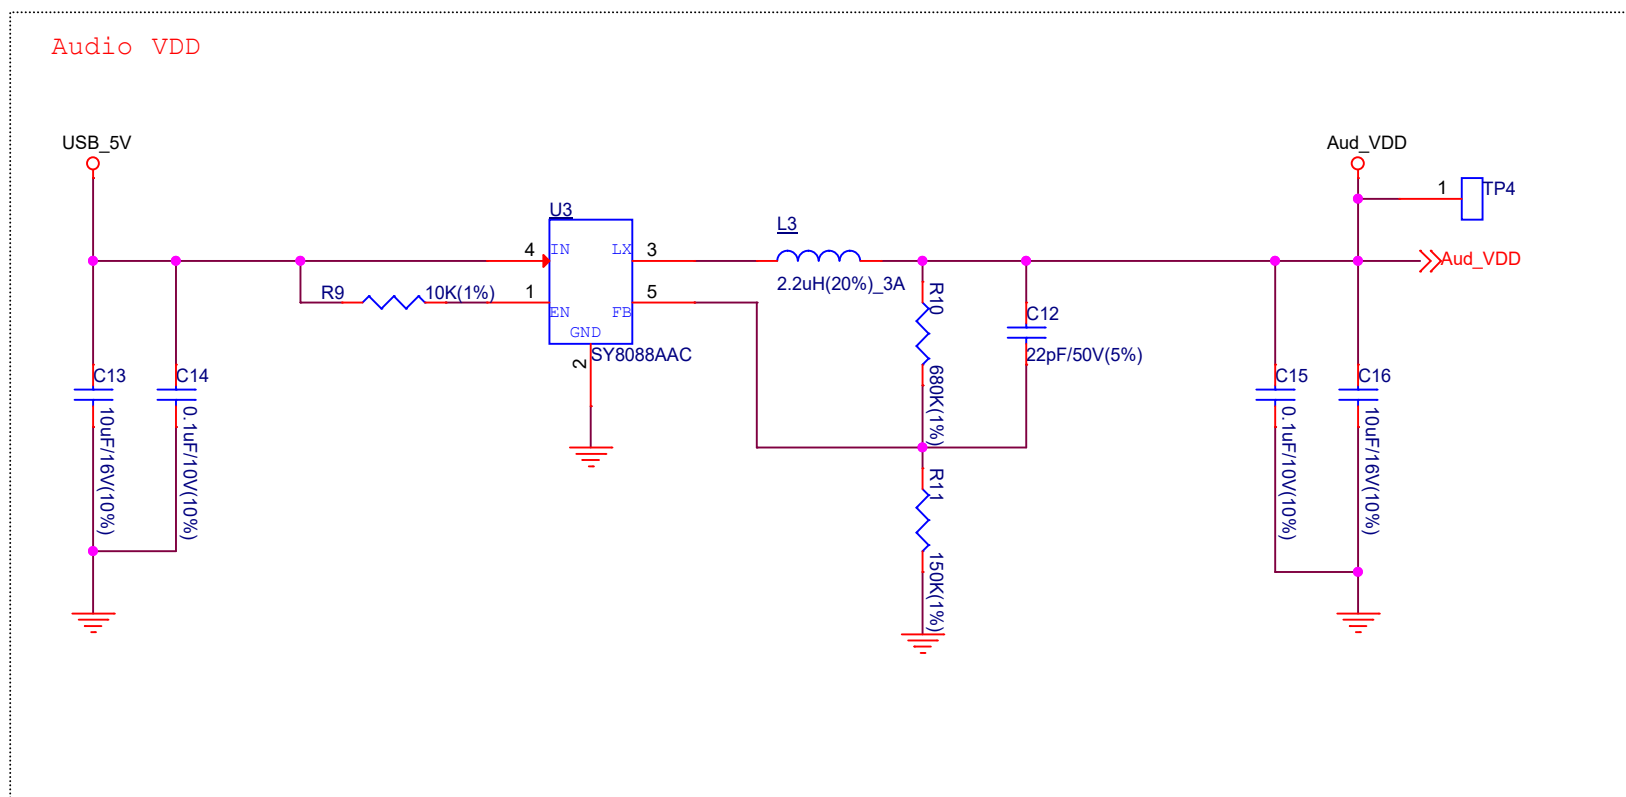 Audio VDD
USB_5V
Aud_VDD
1
TP4
U3
L3
4
IN
LX
3
Aud_VDD
2.2uH(20%)_3A
R9
10K(1%)
1
EN
FB
5
R10
GND
C12
SY8088AAC
22pF/50V(5%)
2
680K(1%)
C13
C14
C15
C16
10uF/16V(10%)
0.1uF/10V(10%)
0.1uF/10V(10%)
10uF/16V(10%)
R11
150K(1%)